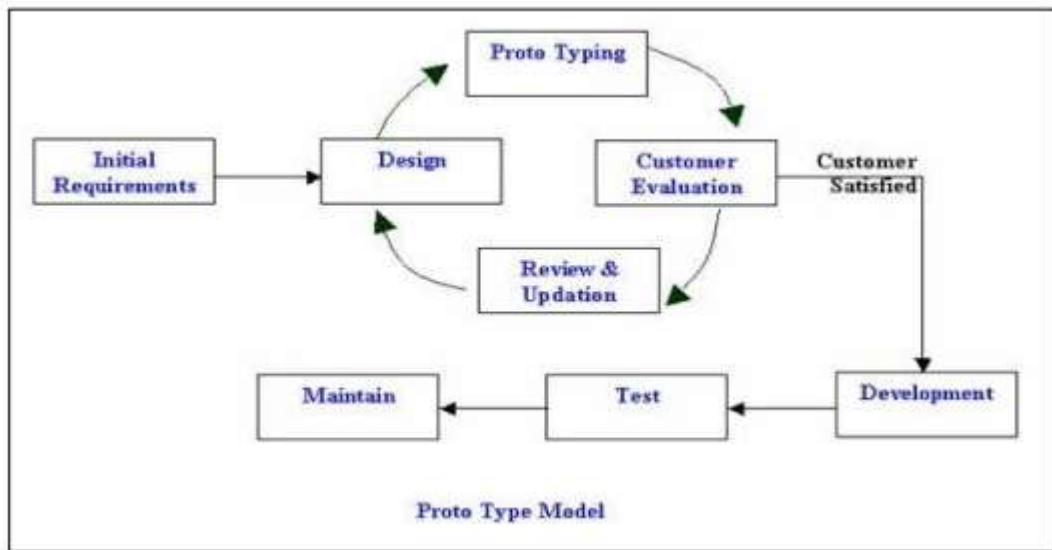 Proto Typing
Initial
Requirements
Design
Customer
Evaluation
Customer
Satisfied
Review &
Updation
Maintain
Test
Development
Proto Type Model